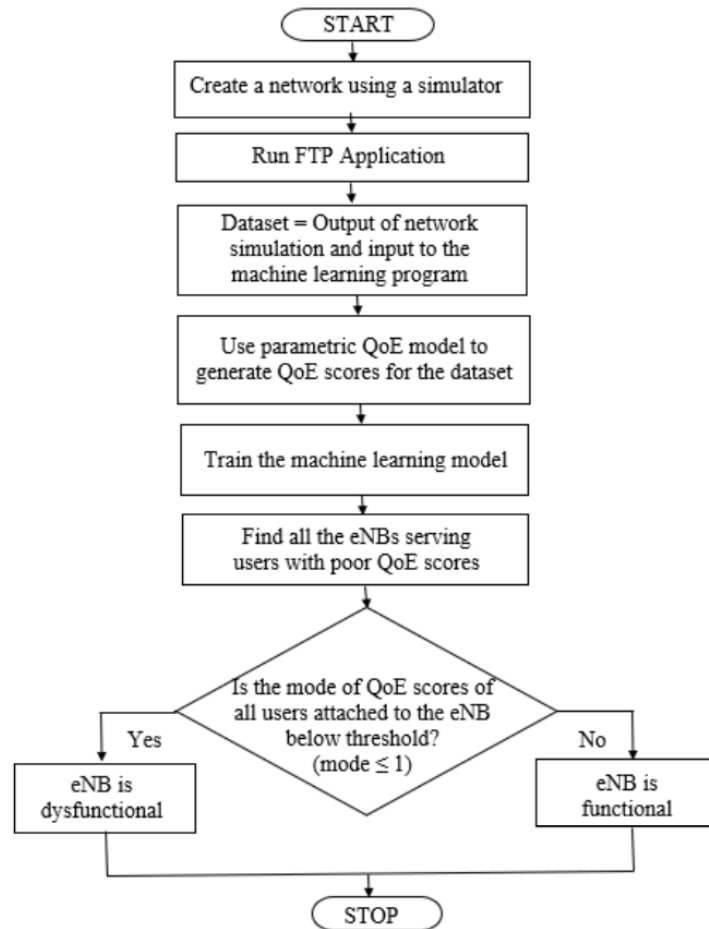 START
Create a network using a simulator
Run FTP Application
Dataset = Output of network
simulation and input to the
machine learning program
Use parametric QoE model to
generate QoE scores for the dataset
Train the machine learning model
Find all the eNBs serving
users with poor QoE scores
Is the mode of QoE scores of
all users attached to the eNB
below threshold?
(mode ≤ 1)
Yes
No
eNB is
dysfunctional
eNB is
functional
STOP